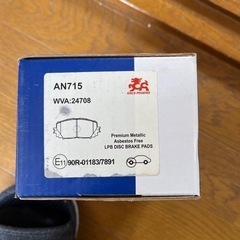 AN715
WVA:24708
Premium Metallic
Asbestos Free
LPB DISC BRAKE PADS
E11 90R-01183/7891